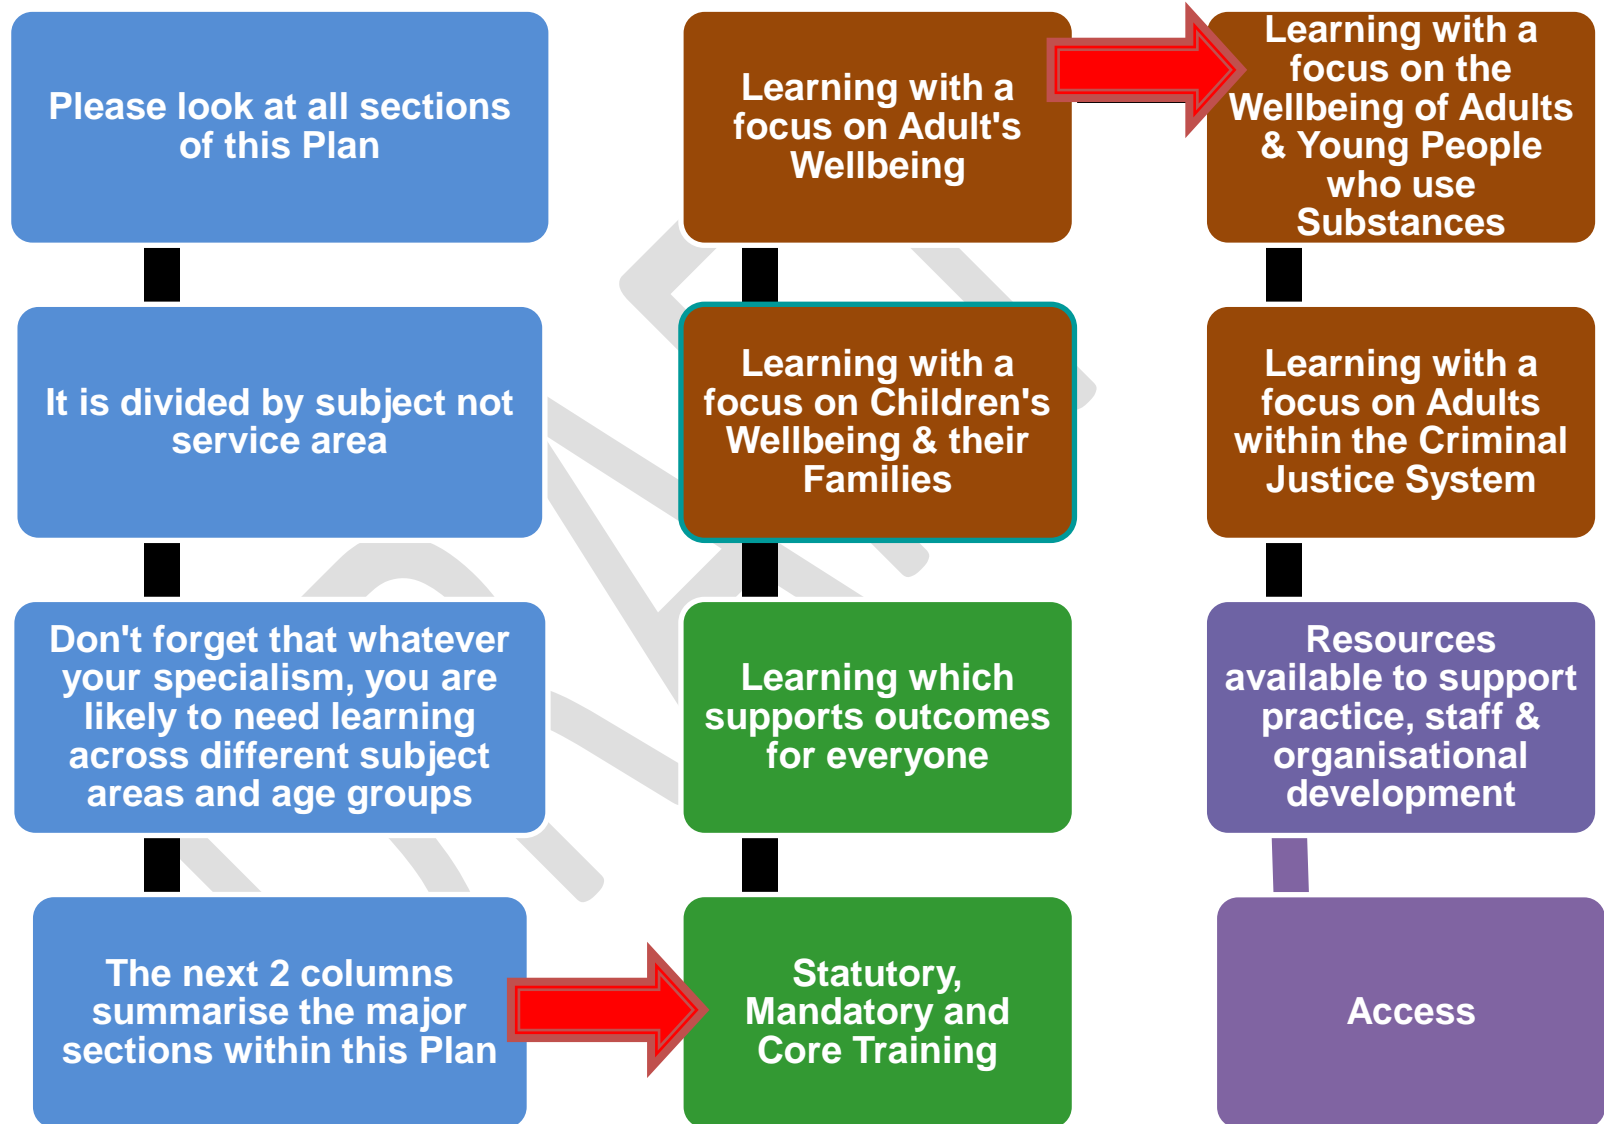 Please look at all sections
of this Plan
It is divided by subject not
service area
Don't forget that whatever
your specialism, you are
likely to need learning
across different subject
areas and age groups
The next 2 columns
summarise the major
sections within this Plan
Statutory,
Mandatory and
Core Training
Learning which
supports outcomes
for everyone
Learning with a
focus on Children's
Wellbeing & their
Families
Learning with a
focus on Adult's
Wellbeing
Learning with a
focus on the
Wellbeing of Adults
& Young People
who use
Substances
Learning with a
focus on Adults
within the Criminal
Justice System
Resources
available to support
practice, staff &
organisational
development
Access
DRAFT